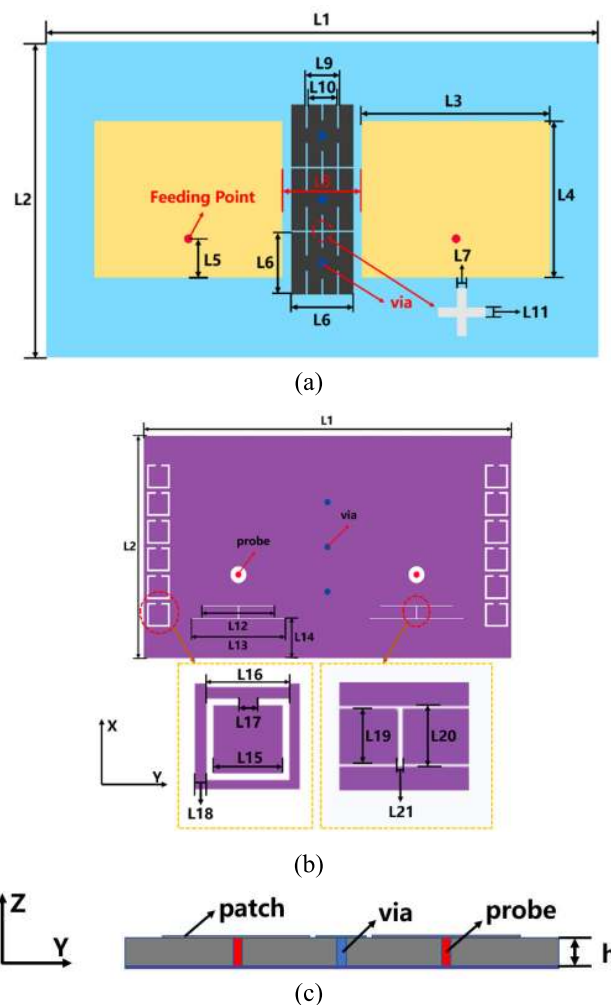 L1
L9
L10
L3
L2
L8
L4
Feeding Point
L5
L6
L7
via
L6
L11
(a)
L1
L2
via
probe
L12
L14
L13
L16
L17
L15
L18
L19
L20
L21
X
Y
(b)
Z
Y
patch
via
probe
h
(c)